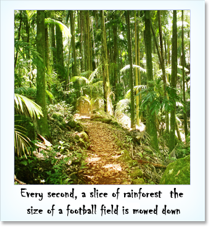 Every second, a slice of rainforest the
size of a football field is mowed down